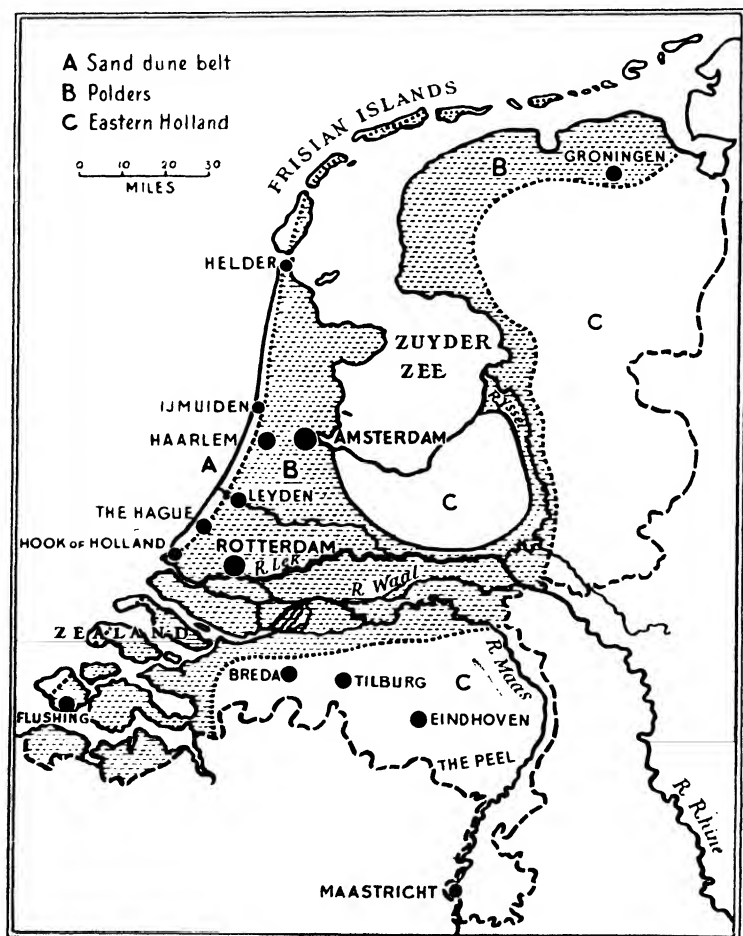 A Sand dune belt
B Polders
C Eastern Holland
0 10 20 30
MILES
FRISIAN ISLANDS
B
GRONINGEN
HELDER
C
ZUYDER
ZEE
R. Issel
IJMUIDEN
HAARLEM
AMSTERDAM
A
B
LEYDEN
C
THE HAGUE
HOOK OF HOLLAND
ROTTERDAM
R. Lek
R. Waal
ZEALAND
R. Maas
BREDA
TILBURG
C
FLUSHING
EINDHOVEN
THE PEEL
R. Rhine
MAASTRICHT